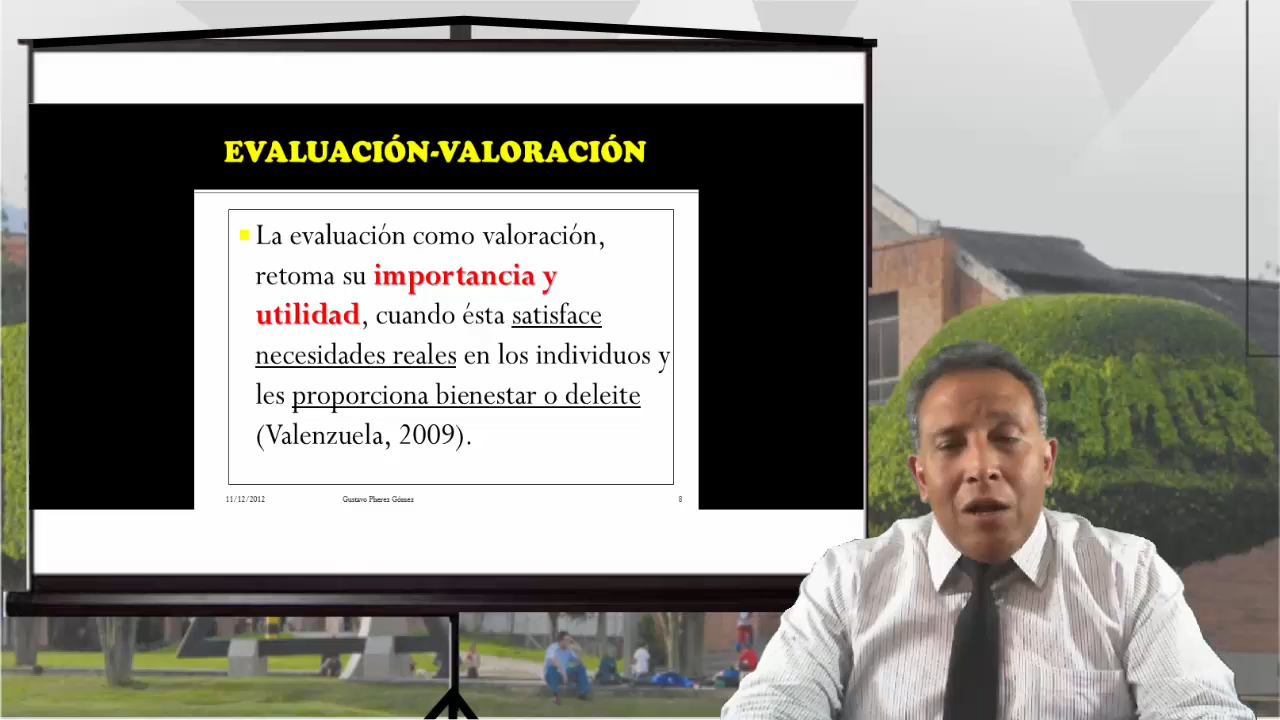 EVALUACIÓN-VALORACIÓN
La evaluación como valoración,
retoma su importancia y
utilidad, cuando ésta satisface
necesidades reales en los individuos y
les proporciona bienestar o deleite
(Valenzuela, 2009).
11/12/2012 Gustavo Pherez Gómez 8